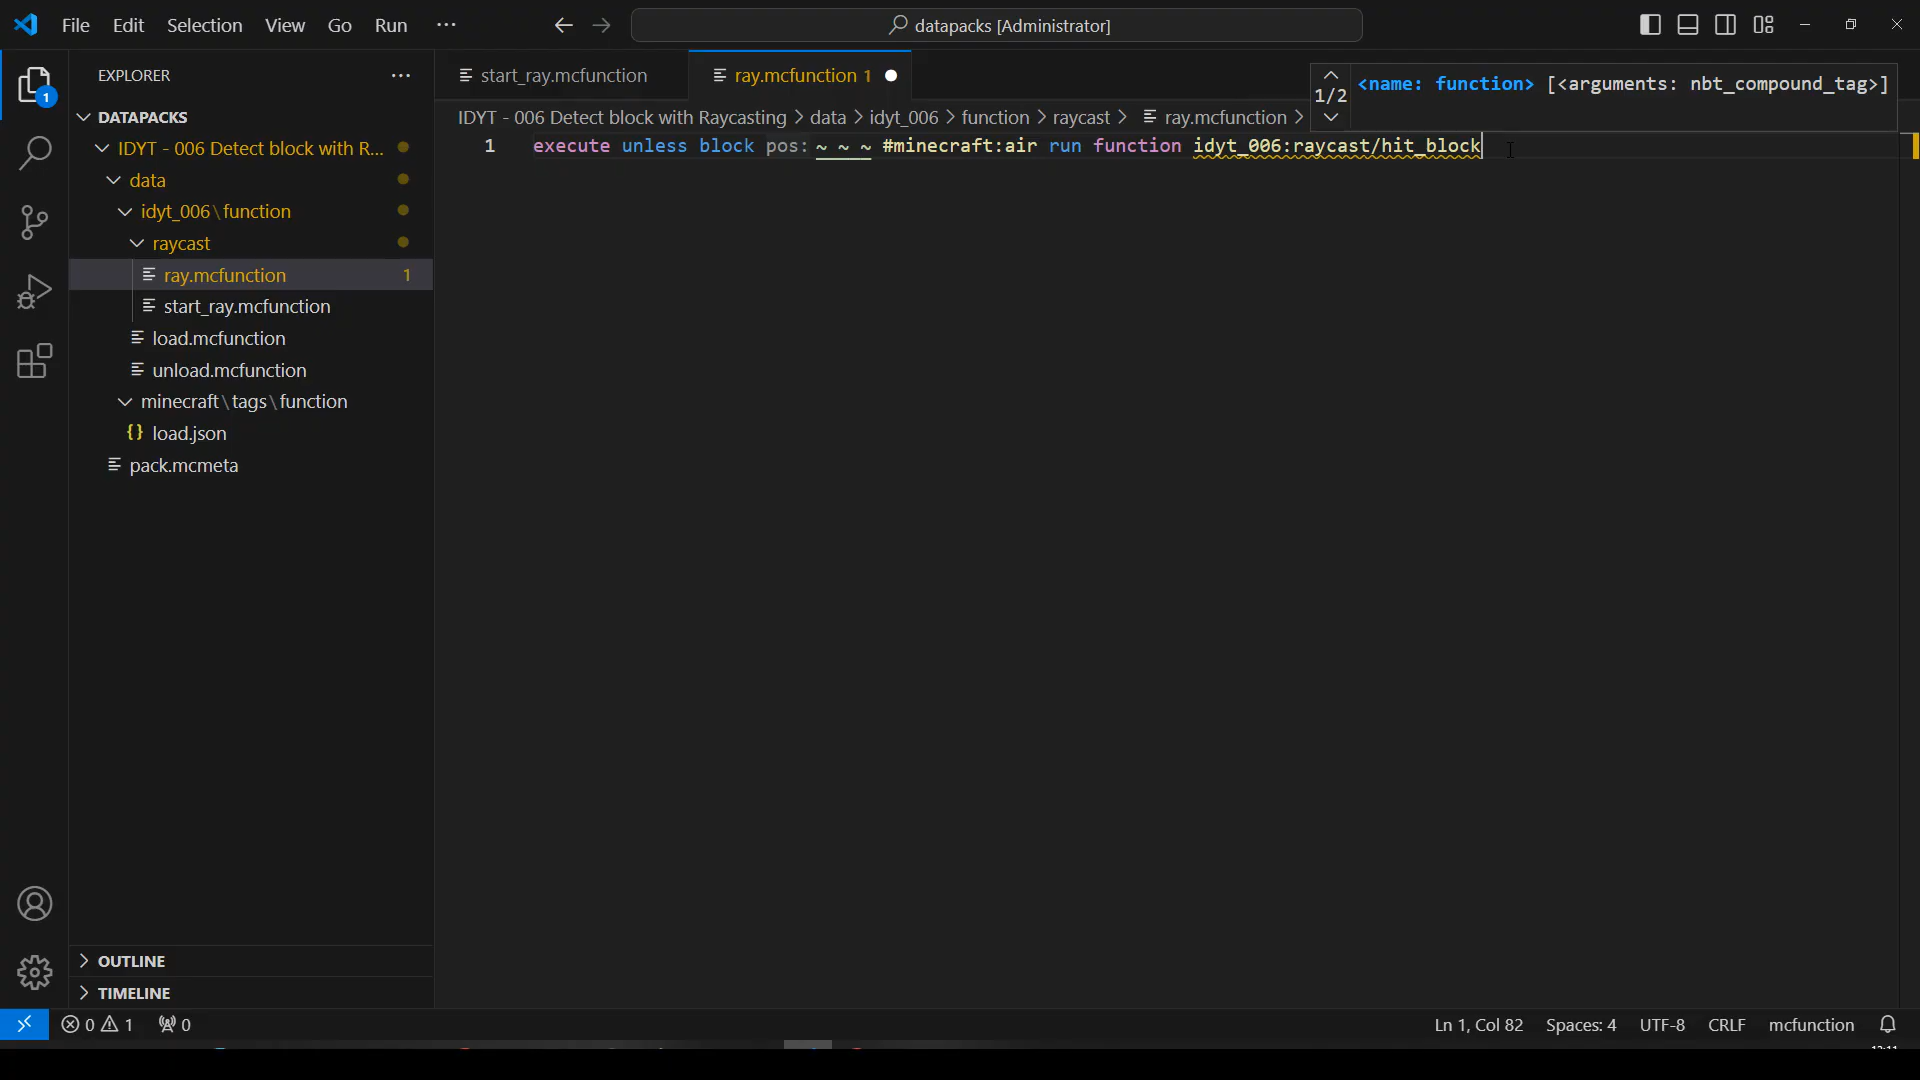 File Edit Selection View Go Run ···
datapacks [Administrator]
EXPLORER ···
1
DATAPACKS
IDYT - 006 Detect block with R...
data
idyt_006\function
raycast
ray.mcfunction 1
start_ray.mcfunction
load.mcfunction
unload.mcfunction
minecraft\tags\function
{} load.json
pack.mcmeta
OUTLINE
TIMELINE
start_ray.mcfunction
ray.mcfunction 1
1/2
<name: function> [<arguments: nbt_compound_tag>]
IDYT - 006 Detect block with Raycasting > data > idyt_006 > function > raycast > ray.mcfunction >
1 execute unless block pos: ~ ~ ~ #minecraft:air run function idyt_006:raycast/hit_block
0 1 0
Ln 1, Col 82 Spaces: 4 UTF-8 CRLF mcfunction